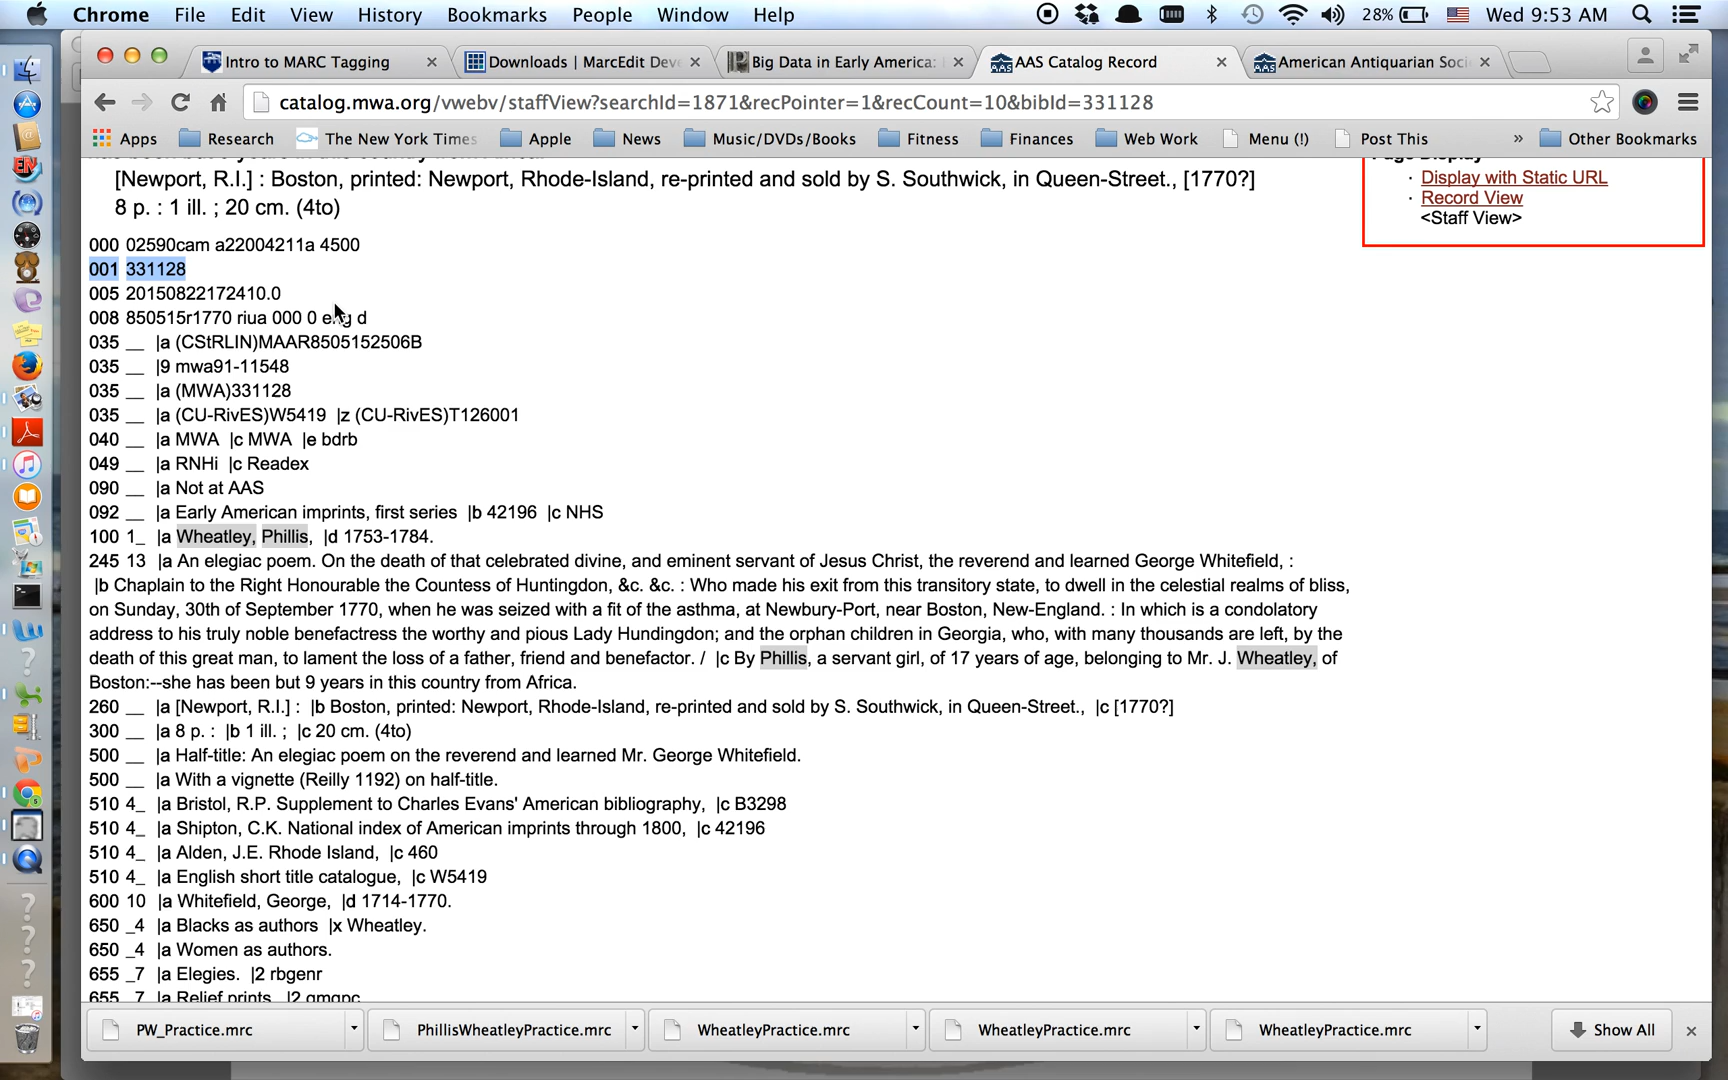 Chrome File Edit View History Bookmarks People Window Help 28% Wed 9:53 AM
Intro to MARC Tagging Downloads | MarcEdit Deve Big Data in Early America: AAS Catalog Record American Antiquarian Soci
catalog.mwa.org/vwebv/staffView?searchId=1871&recPointer=1&recCount=10&bibId=331128
Apps Research The New York Times Apple News Music/DVDs/Books Fitness Finances Web Work Menu (!) Post This » Other Bookmarks
[Newport, R.I.] : Boston, printed: Newport, Rhode-Island, re-printed and sold by S. Southwick, in Queen-Street., [1770?]
8 p. : 1 ill. ; 20 cm. (4to)
Page Display
· Display with Static URL
· Record View
<Staff View>
000 02590cam a22004211a 4500
001 331128
005 20150822172410.0
008 850515r1770 riua 000 0 eng d
035 __ |a (CStRLIN)MAAR8505152506B
035 __ |9 mwa91-11548
035 __ |a (MWA)331128
035 __ |a (CU-RivES)W5419 |z (CU-RivES)T126001
040 __ |a MWA |c MWA |e bdrb
049 __ |a RNHi |c Readex
090 __ |a Not at AAS
092 __ |a Early American imprints, first series |b 42196 |c NHS
100 1_ |a Wheatley, Phillis, |d 1753-1784.
245 13 |a An elegiac poem. On the death of that celebrated divine, and eminent servant of Jesus Christ, the reverend and learned George Whitefield, :
|b Chaplain to the Right Honourable the Countess of Huntingdon, &c. &c. : Who made his exit from this transitory state, to dwell in the celestial realms of bliss,
on Sunday, 30th of September 1770, when he was seized with a fit of the asthma, at Newbury-Port, near Boston, New-England. : In which is a condolatory
address to his truly noble benefactress the worthy and pious Lady Hundingdon; and the orphan children in Georgia, who, with many thousands are left, by the
death of this great man, to lament the loss of a father, friend and benefactor. / |c By Phillis, a servant girl, of 17 years of age, belonging to Mr. J. Wheatley, of
Boston:--she has been but 9 years in this country from Africa.
260 __ |a [Newport, R.I.] : |b Boston, printed: Newport, Rhode-Island, re-printed and sold by S. Southwick, in Queen-Street., |c [1770?]
300 __ |a 8 p. : |b 1 ill. ; |c 20 cm. (4to)
500 __ |a Half-title: An elegiac poem on the reverend and learned Mr. George Whitefield.
500 __ |a With a vignette (Reilly 1192) on half-title.
510 4_ |a Bristol, R.P. Supplement to Charles Evans' American bibliography, |c B3298
510 4_ |a Shipton, C.K. National index of American imprints through 1800, |c 42196
510 4_ |a Alden, J.E. Rhode Island, |c 460
510 4_ |a English short title catalogue, |c W5419
600 10 |a Whitefield, George, |d 1714-1770.
650 _4 |a Blacks as authors |x Wheatley.
650 _4 |a Women as authors.
655 _7 |a Elegies. |2 rbgenr
655 _7 |a Relief prints. |2 gmgpc
PW_Practice.mrc PhillisWheatleyPractice.mrc WheatleyPractice.mrc WheatleyPractice.mrc WheatleyPractice.mrc Show All